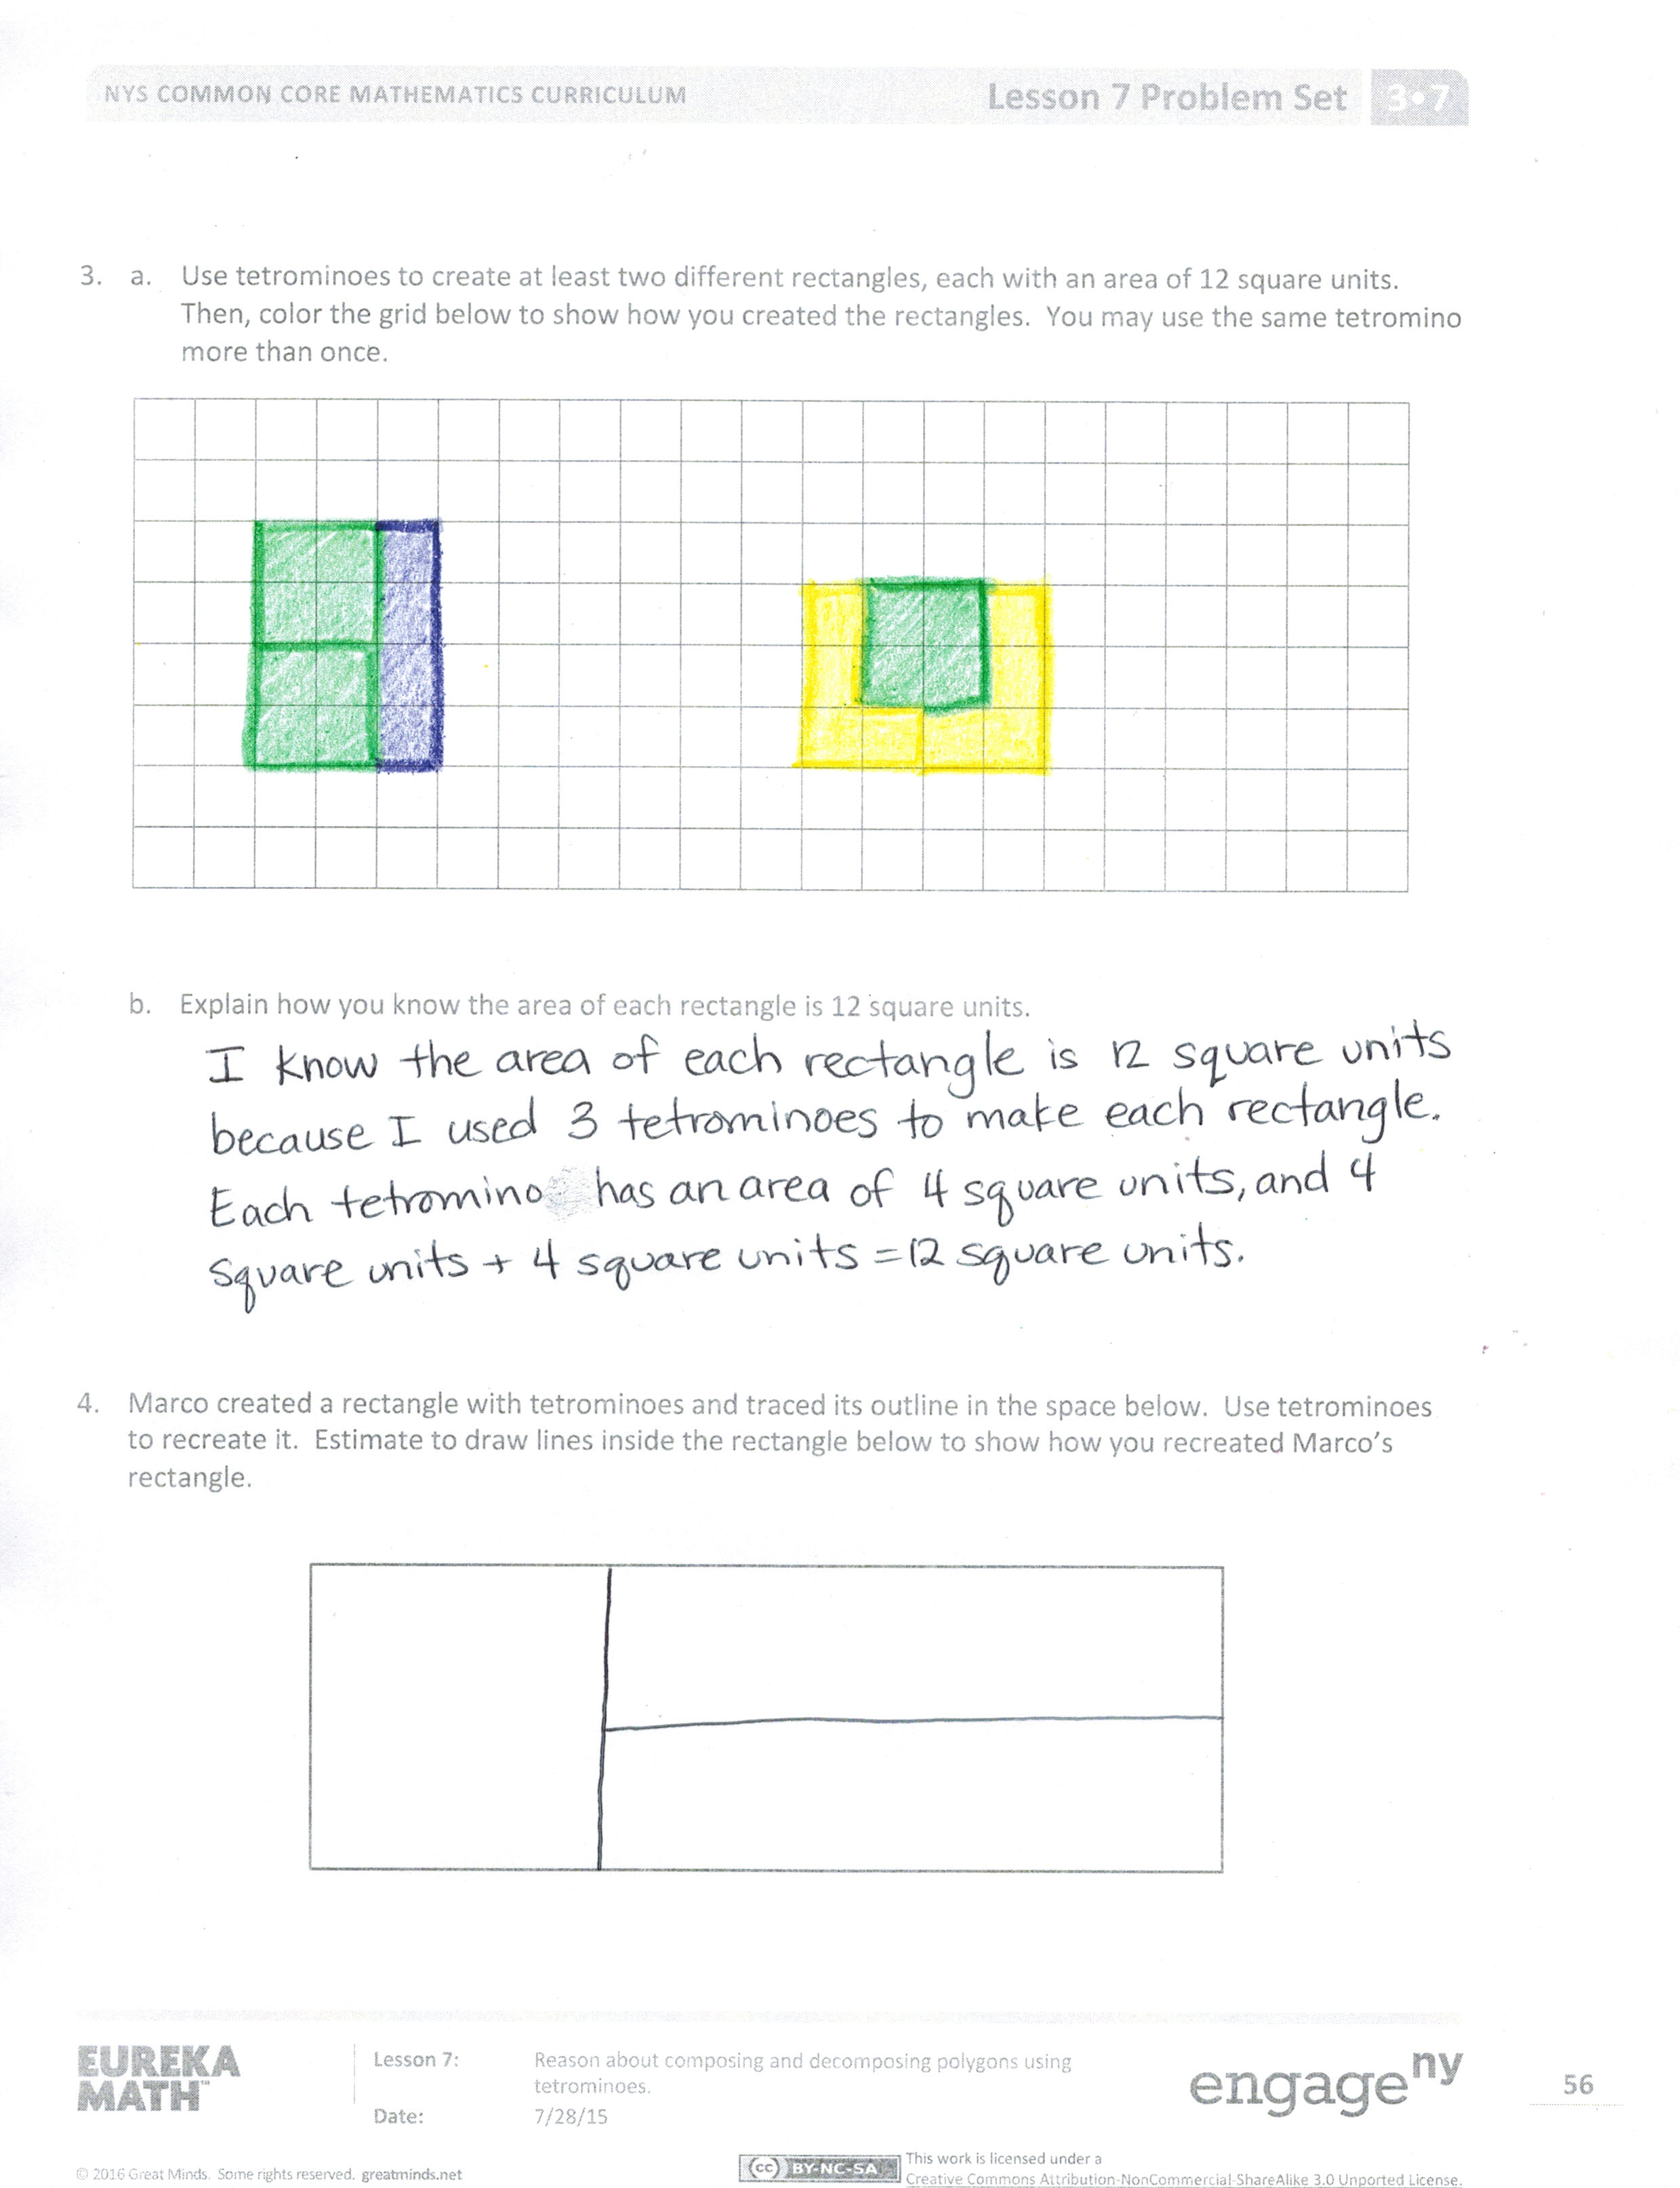 NYS COMMON CORE MATHEMATICS CURRICULUM
Lesson 7 Problem Set 3•7
3. a. Use tetrominoes to create at least two different rectangles, each with an area of 12 square units.
Then, color the grid below to show how you created the rectangles. You may use the same tetromino
more than once.
b. Explain how you know the area of each rectangle is 12 square units.
I know the area of each rectangle is 12 square units
because I used 3 tetrominoes to make each rectangle.
Each tetromino has an area of 4 square units, and 4
square units + 4 square units = 12 square units.
4. Marco created a rectangle with tetrominoes and traced its outline in the space below. Use tetrominoes
to recreate it. Estimate to draw lines inside the rectangle below to show how you recreated Marco's
rectangle.
EUREKA
MATH™
Lesson 7: Reason about composing and decomposing polygons using
tetrominoes.
Date: 7/28/15
engage ny
56
© 2016 Great Minds. Some rights reserved. greatminds.net
(cc) BY-NC-SA
This work is licensed under a
Creative Commons Attribution-NonCommercial-ShareAlike 3.0 Unported License.